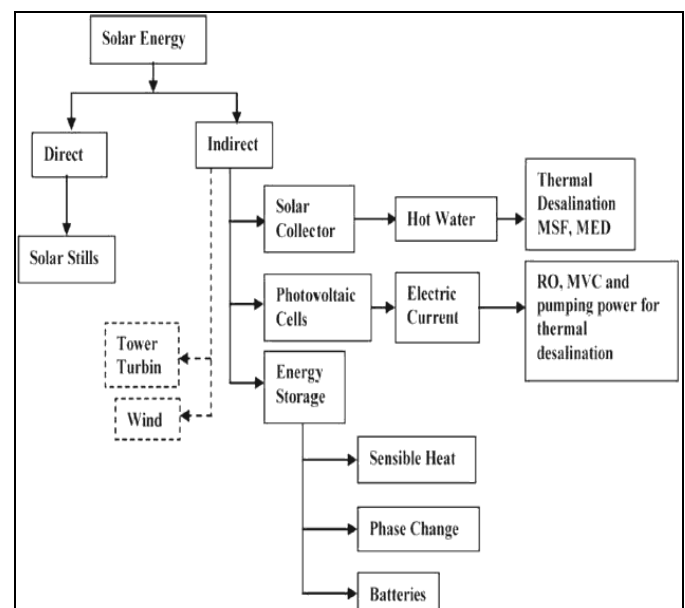 Solar Energy
Direct
Indirect
Solar Stills
Solar
Collector
Hot Water
Thermal
Desalination
MSF, MED
Photovoltaic
Cells
Electric
Current
RO, MVC and
pumping power for
thermal
desalination
Tower
Turbin
Wind
Energy
Storage
Sensible Heat
Phase Change
Batteries